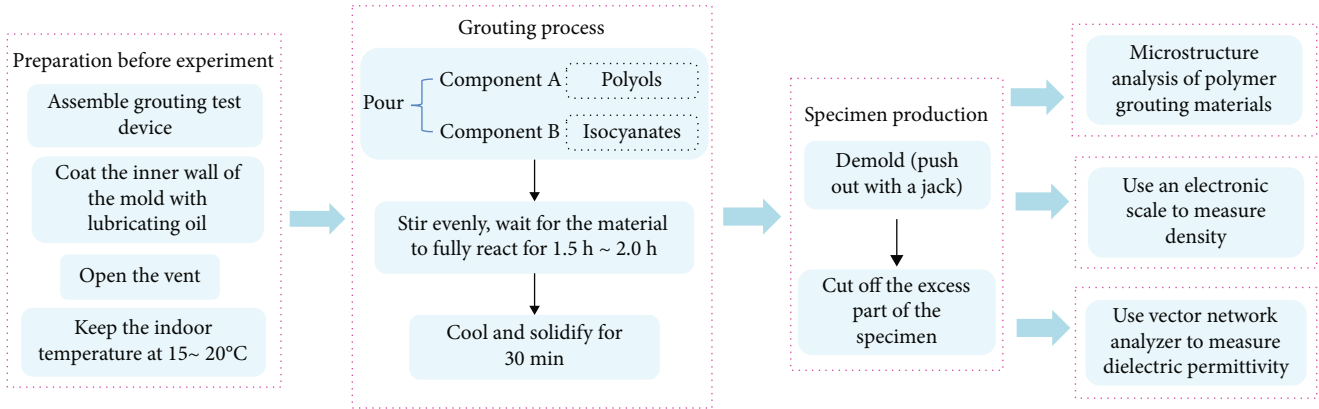 Preparation before experiment
Assemble grouting test
device
Coat the inner wall of
the mold with
lubricating oil
Open the vent
Keep the indoor
temperature at 15~ 20°C
Grouting process
Pour
Component A
Polyols
Component B
Isocyanates
Stir evenly, wait for the material
to fully react for 1.5 h ~ 2.0 h
Cool and solidify for
30 min
Specimen production
Demold (push
out with a jack)
Cut off the excess
part of the
specimen
Microstructure
analysis of polymer
grouting materials
Use an electronic
scale to measure
density
Use vector network
analyzer to measure
dielectric permittivity